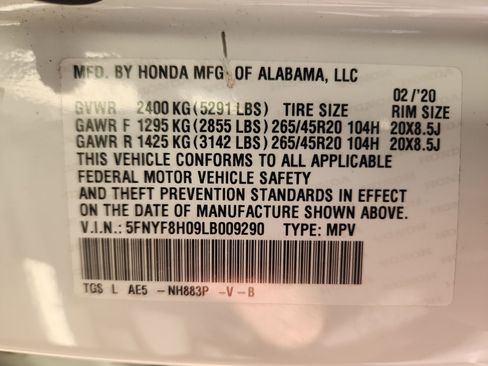 MFD. BY HONDA MFG. OF ALABAMA, LLC
02/'20
GVWR 2400 KG (5291 LBS) TIRE SIZE RIM SIZE
GAWR F 1295 KG (2855 LBS) 265/45R20 104H 20X8.5J
GAWR R 1425 KG (3142 LBS) 265/45R20 104H 20X8.5J
THIS VEHICLE CONFORMS TO ALL APPLICABLE
FEDERAL MOTOR VEHICLE SAFETY
AND THEFT PREVENTION STANDARDS IN EFFECT
ON THE DATE OF MANUFACTURE SHOWN ABOVE.
V.I.N.: 5FNYF8H09LB009290 TYPE: MPV
TGS L AE5 -NH883P -V-B